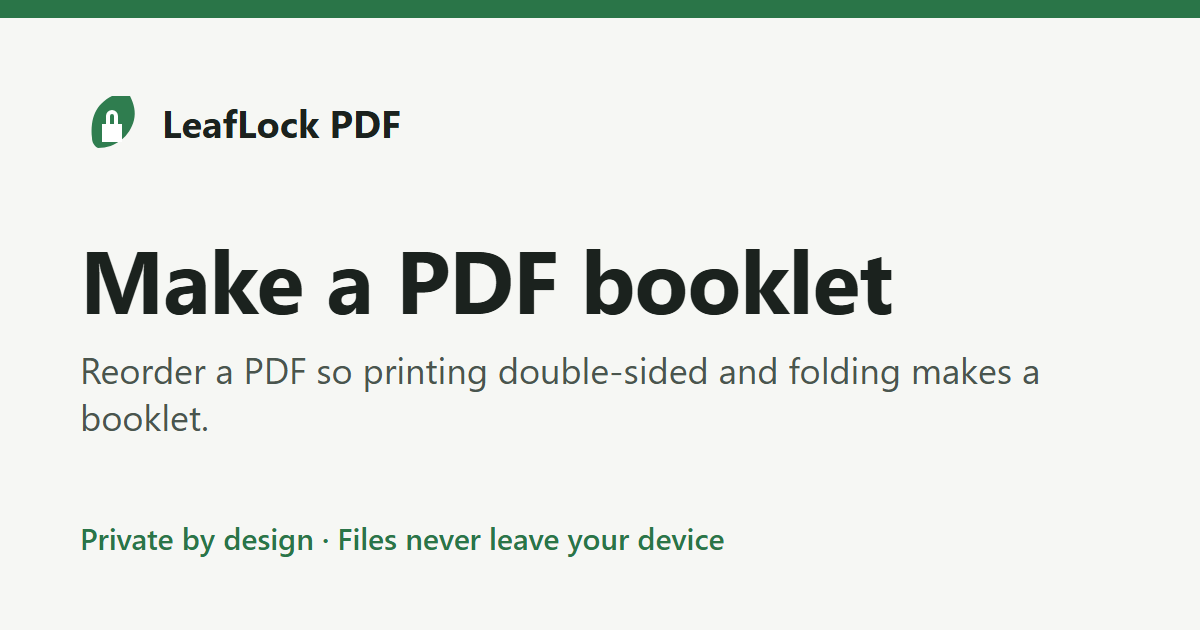 LeafLock PDF
Make a PDF booklet
Reorder a PDF so printing double-sided and folding makes a
booklet.
Private by design · Files never leave your device